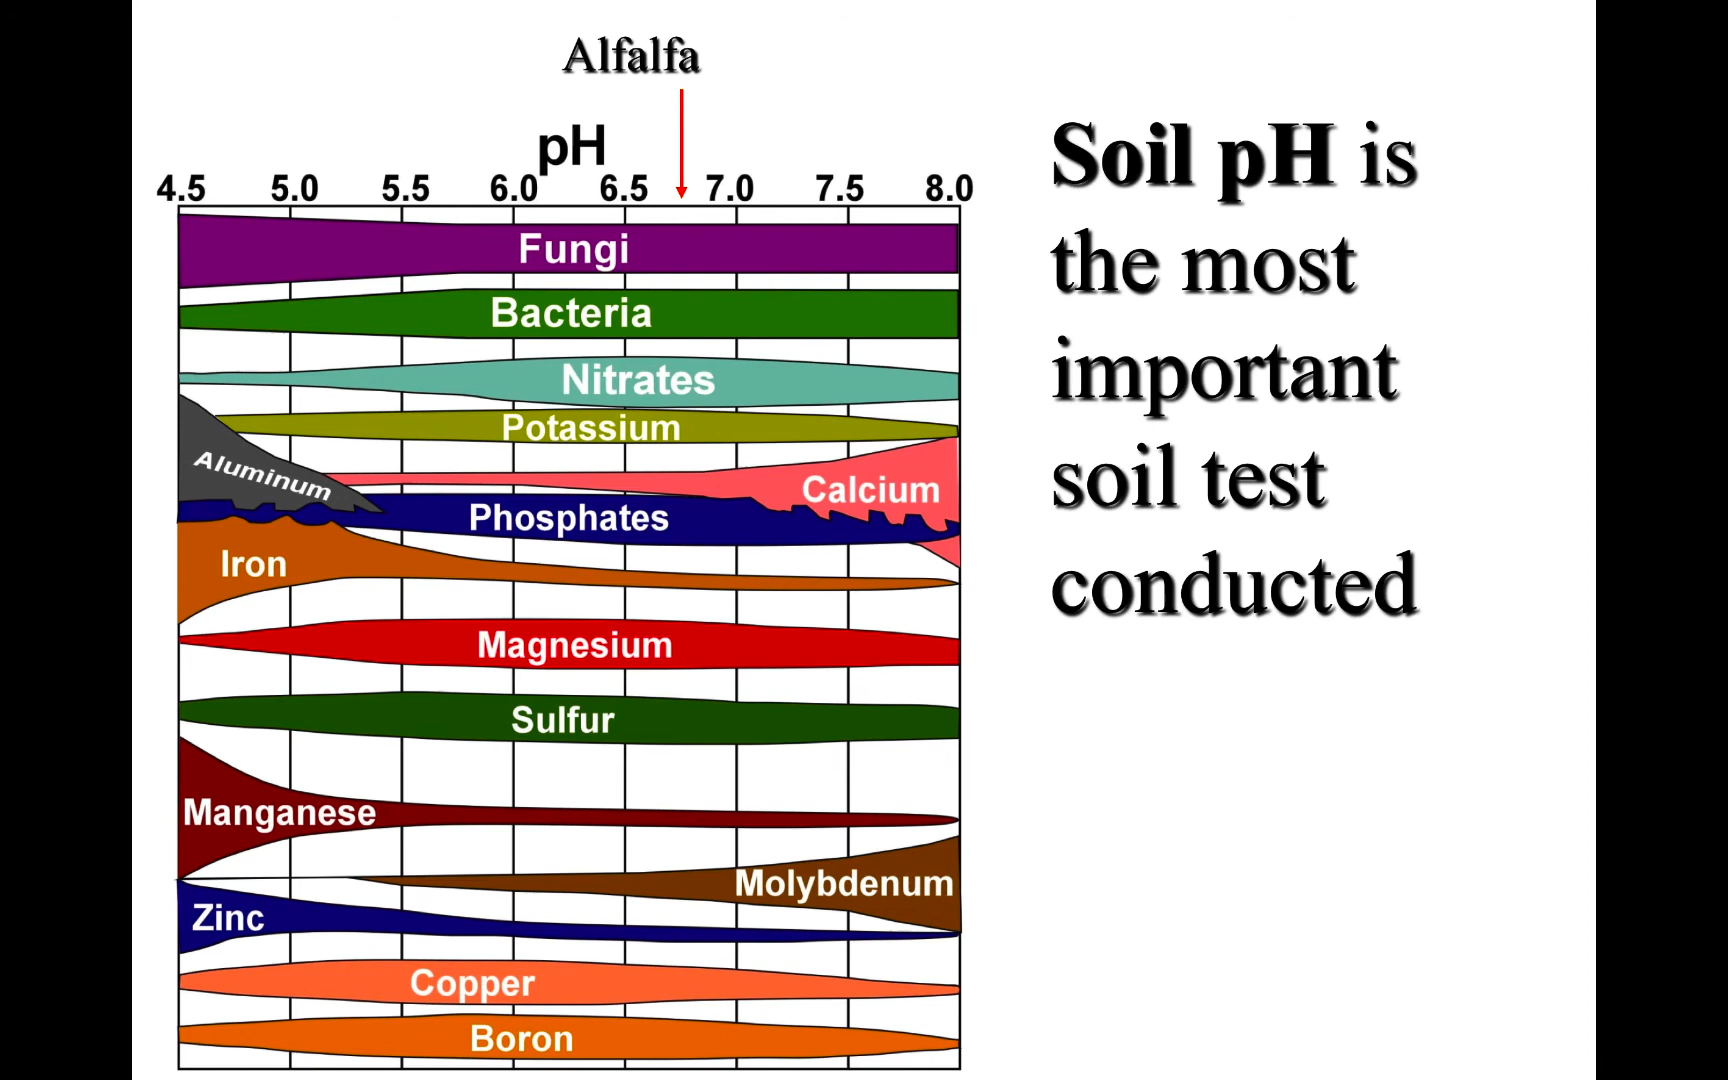 Alfalfa
pH
4.5 5.0 5.5 6.0 6.5 7.0 7.5 8.0
Fungi
Bacteria
Nitrates
Potassium
Aluminum
Calcium
Phosphates
Iron
Magnesium
Sulfur
Manganese
Molybdenum
Zinc
Copper
Boron
Soil pH is
the most
important
soil test
conducted